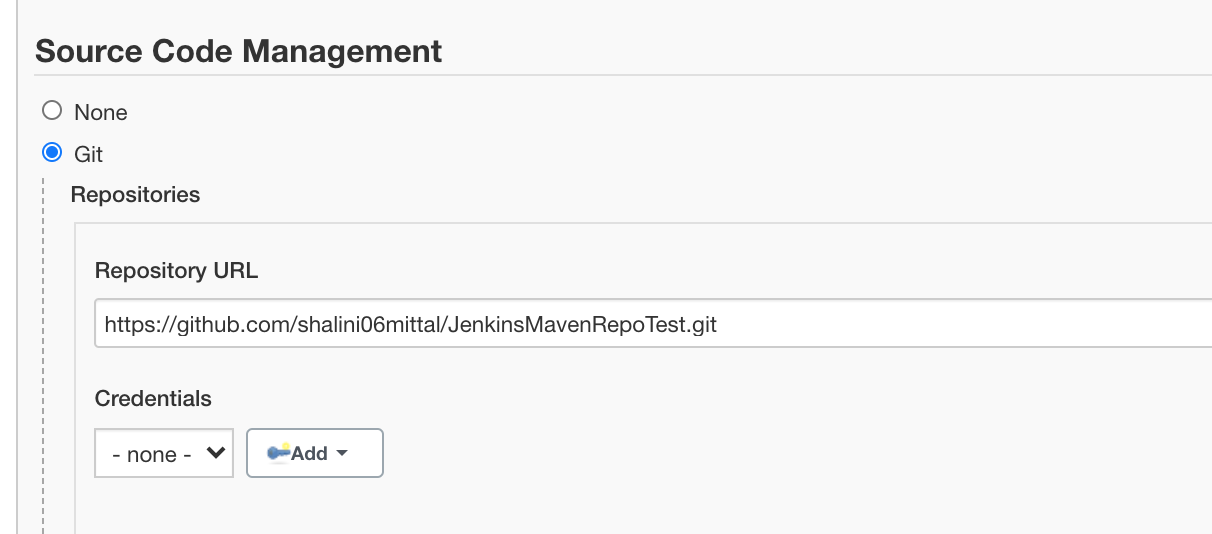 Source Code Management
None
Git
Repositories
Repository URL
https://github.com/shalini06mittal/JenkinsMavenRepoTest.git
Credentials
- none - Add